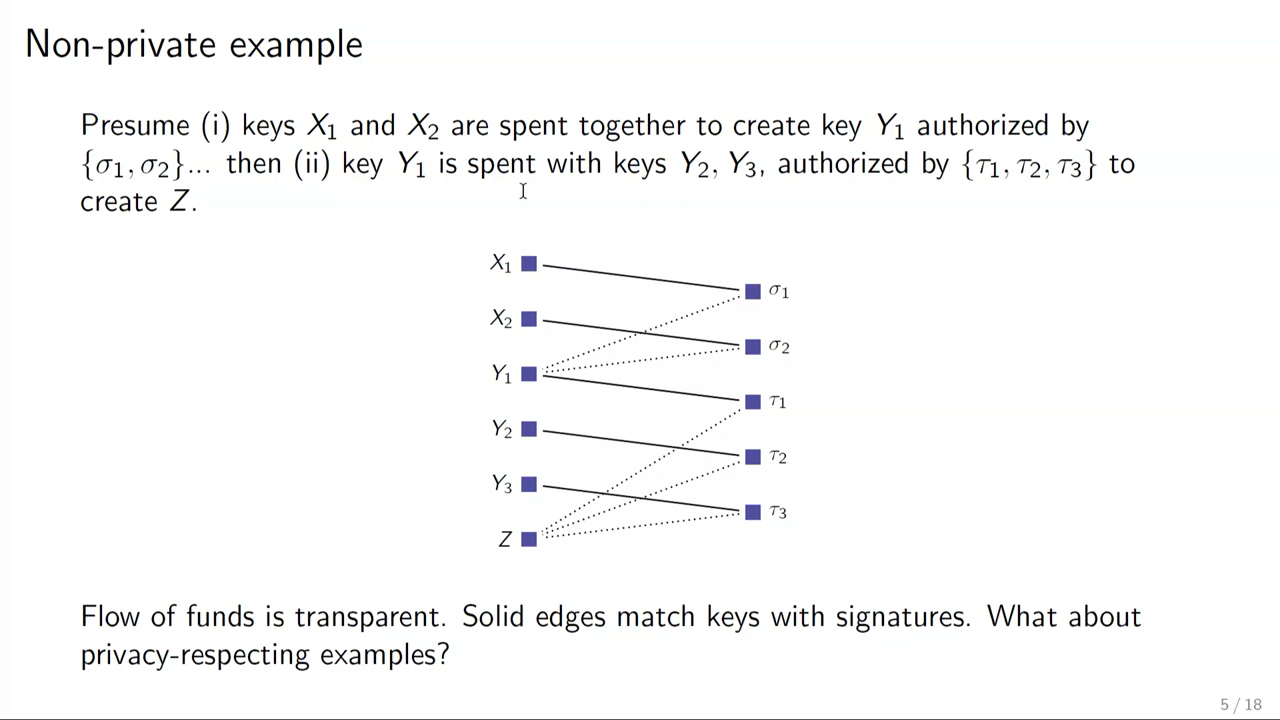 Non-private example
Presume (i) keys X₁ and X₂ are spent together to create key Y₁ authorized by
{σ₁, σ₂}... then (ii) key Y₁ is spent with keys Y₂, Y₃, authorized by {τ₁, τ₂, τ₃} to
create Z.
X₁
σ₁
X₂
σ₂
Y₁
τ₁
Y₂
τ₂
Y₃
τ₃
Z
Flow of funds is transparent. Solid edges match keys with signatures. What about
privacy-respecting examples?
5 / 18